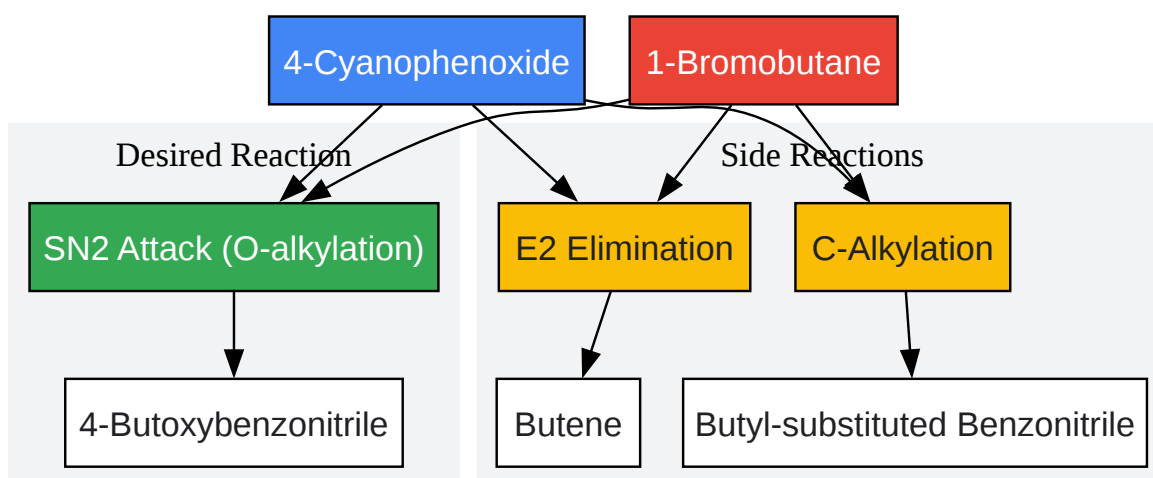 4-Cyanophenoxide
1-Bromobutane
Desired Reaction
Side Reactions
SN2 Attack (O-alkylation)
E2 Elimination
C-Alkylation
4-Butoxybenzonitrile
Butene
Butyl-substituted Benzonitrile